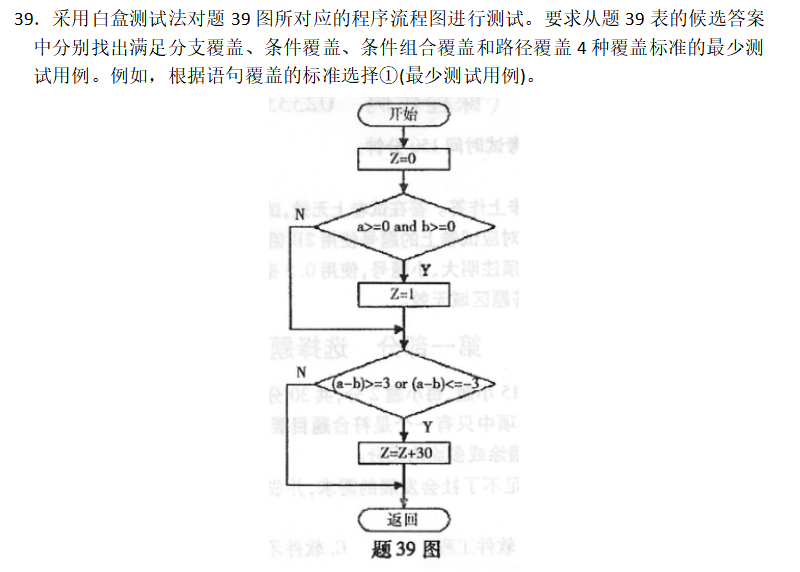 39．采用白盒测试法对题 39 图所对应的程序流程图进行测试。要求从题 39 表的候选答案
中分别找出满足分支覆盖、条件覆盖、条件组合覆盖和路径覆盖 4 种覆盖标准的最少测
试用例。例如，根据语句覆盖的标准选择①(最少测试用例)。
开始
Z=0
N
a>=0 and b>=0
Y
Z=1
N
(a-b)>=3 or (a-b)<=-3
Y
Z=Z+30
返回
题 39 图